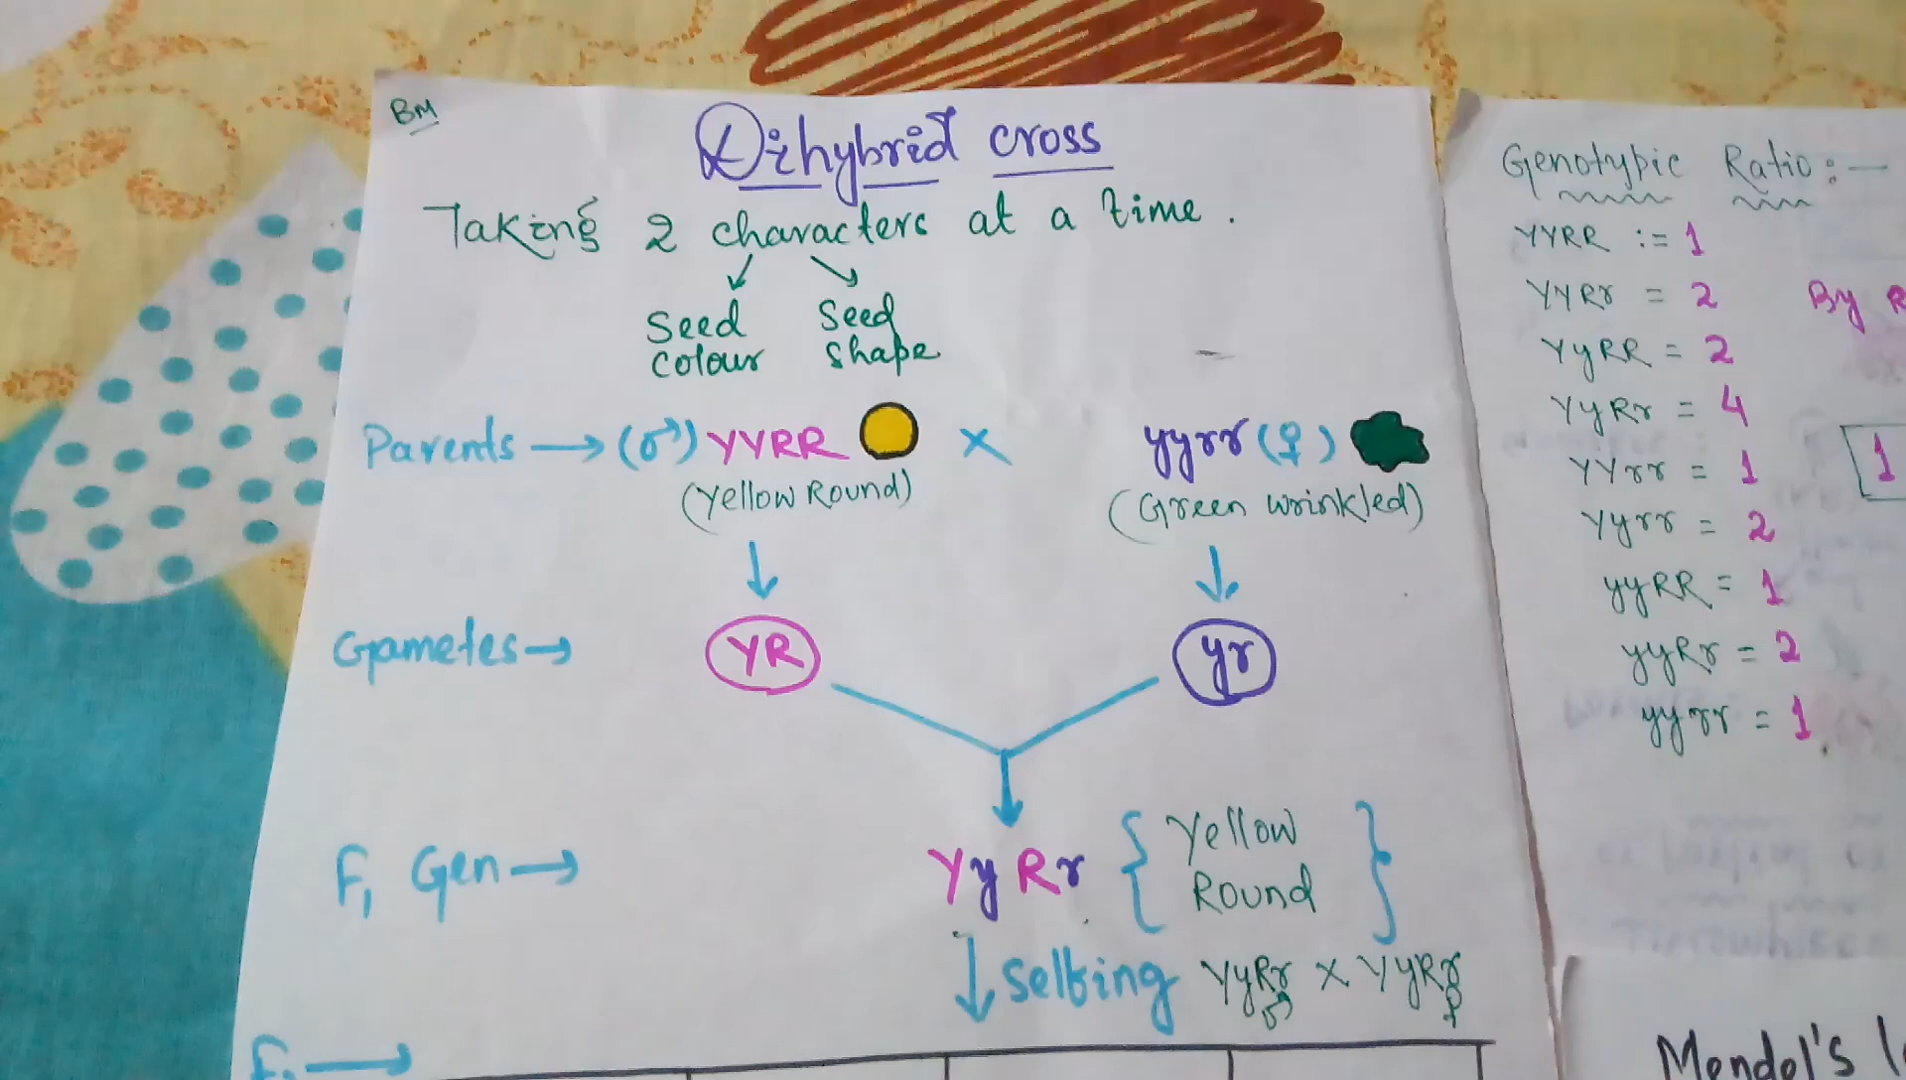 BM
Dihybrid cross
Taking 2 characters at a time.
Seed colour
Seed shape
Parents → (♂) YYRR × yyrr (♀)
(Yellow Round) (Green wrinkled)
Gametes → YR yr
F1 Gen → YyRr { Yellow Round }
↓ Selfing YyRr ♂ × YyRr ♀
Genotypic Ratio :-
YYRR := 1
YYRr = 2
YyRR = 2
YyRr = 4
YYrr = 1
Yyrr = 2
yyRR = 1
yyRr = 2
yyrr = 1
By
1
Mendel's